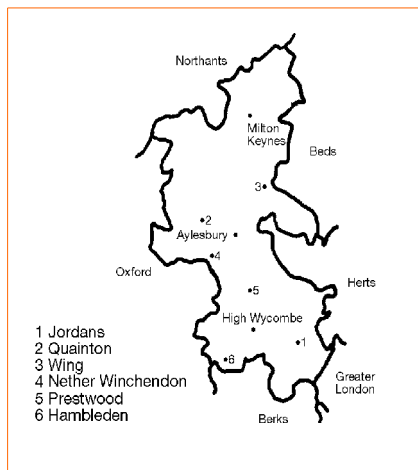 Northants
Milton
Keynes
Beds
3
2
Aylesbury
4
Oxford
Herts
5
High Wycombe
1
6
Greater
London
Berks
1 Jordans
2 Quainton
3 Wing
4 Nether Winchendon
5 Prestwood
6 Hambleden